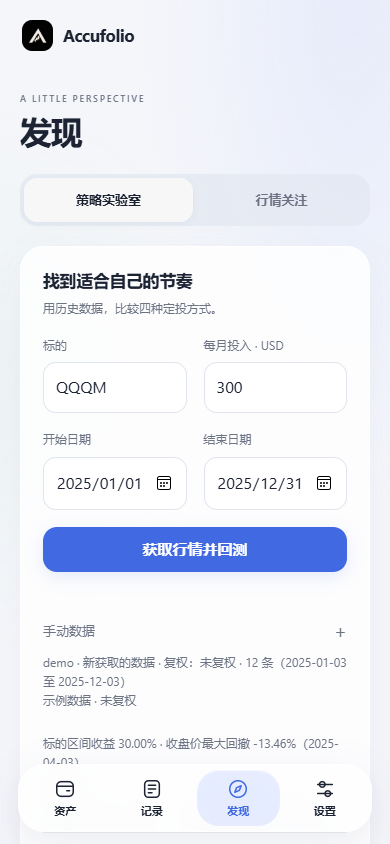 Accufolio
A LITTLE PERSPECTIVE
发现
策略实验室
行情关注
找到适合自己的节奏
用历史数据，比较四种定投方式。
标的
每月投入 · USD
QQQM
300
开始日期
结束日期
2025/01/01
2025/12/31
获取行情并回测
手动数据
+
demo · 新获取的数据 · 复权：未复权 · 12 条（2025-01-03
至 2025-12-03）
示例数据 · 未复权
标的区间收益 30.00% · 收盘价最大回撤 -13.46%（2025-
04-03）
资产
记录
发现
设置